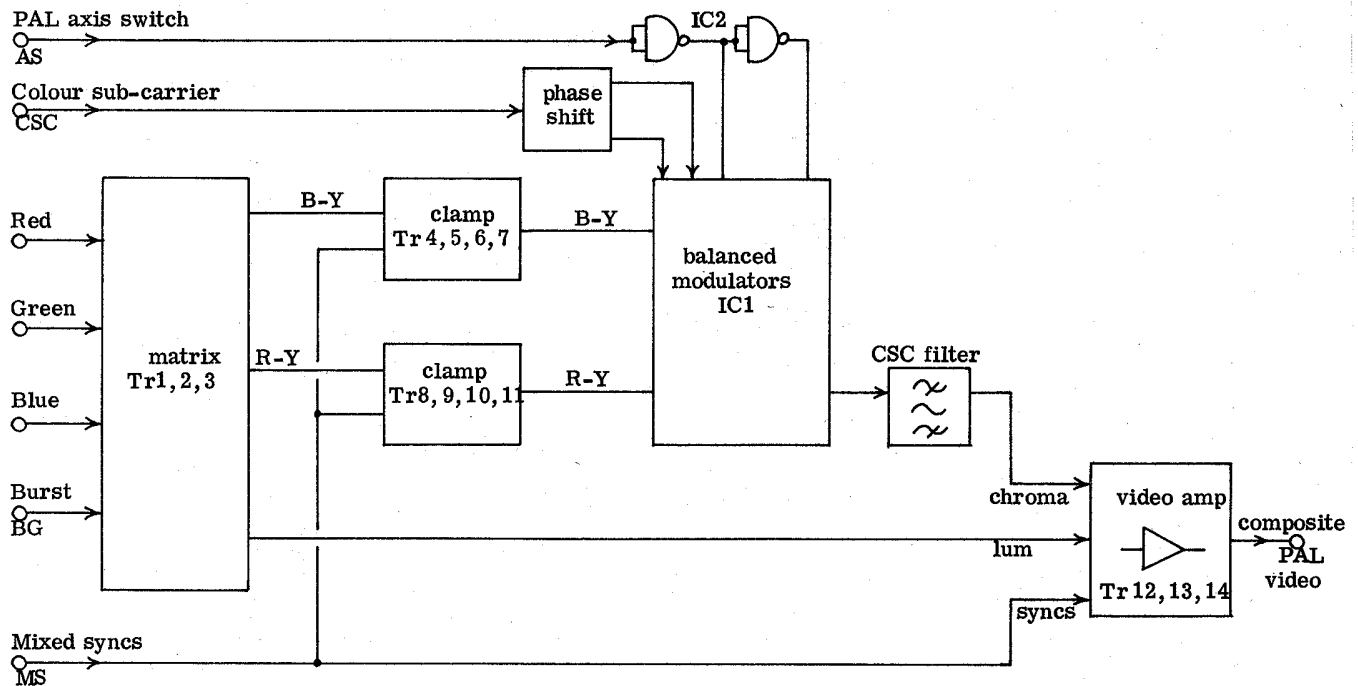 PAL axis switch
AS
IC2
Colour sub-carrier
CSC
phase
shift
Red
Green
Blue
Burst
BG
matrix
Tr1, 2, 3
B-Y
R-Y
clamp
Tr 4, 5, 6, 7
clamp
Tr8, 9, 10, 11
B-Y
R-Y
balanced
modulators
IC1
CSC filter
chroma
lum
syncs
video amp
Tr 12, 13, 14
composite
PAL
video
Mixed syncs
MS